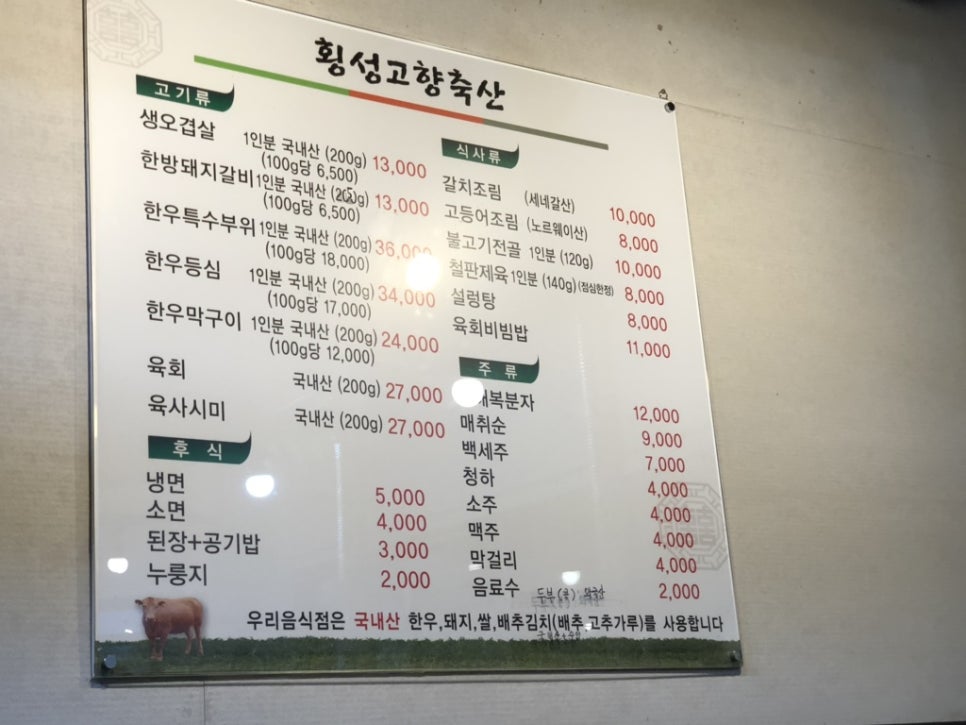 횡성고향축산
고기류
생오겹살 1인분 국내산 (200g) 13,000
(100g당 6,500)
한방돼지갈비 1인분 국내산 (200g) 13,000
(100g당 6,500)
한우특수부위 1인분 국내산 (200g) 36,000
(100g당 18,000)
한우등심 1인분 국내산 (200g) 34,000
(100g당 17,000)
한우막구이 1인분 국내산 (200g) 24,000
(100g당 12,000)
육회 국내산 (200g) 27,000
육사시미 국내산 (200g) 27,000
후 식
냉면 5,000
소면 4,000
된장+공기밥 3,000
누룽지 2,000
식사류
갈치조림 (세네갈산) 10,000
고등어조림 (노르웨이산) 8,000
불고기전골 1인분 (120g) 10,000
철판제육 1인분 (140g) (점심한정) 8,000
설렁탕 8,000
육회비빔밥 11,000
주 류
복분자 12,000
매취순 9,000
백세주 7,000
청하 4,000
소주 4,000
맥주 4,000
막걸리 4,000
음료수 2,000
두부(콩)
우리음식점은 국내산 한우,돼지,쌀,배추김치(배추,고추가루)를 사용합니다